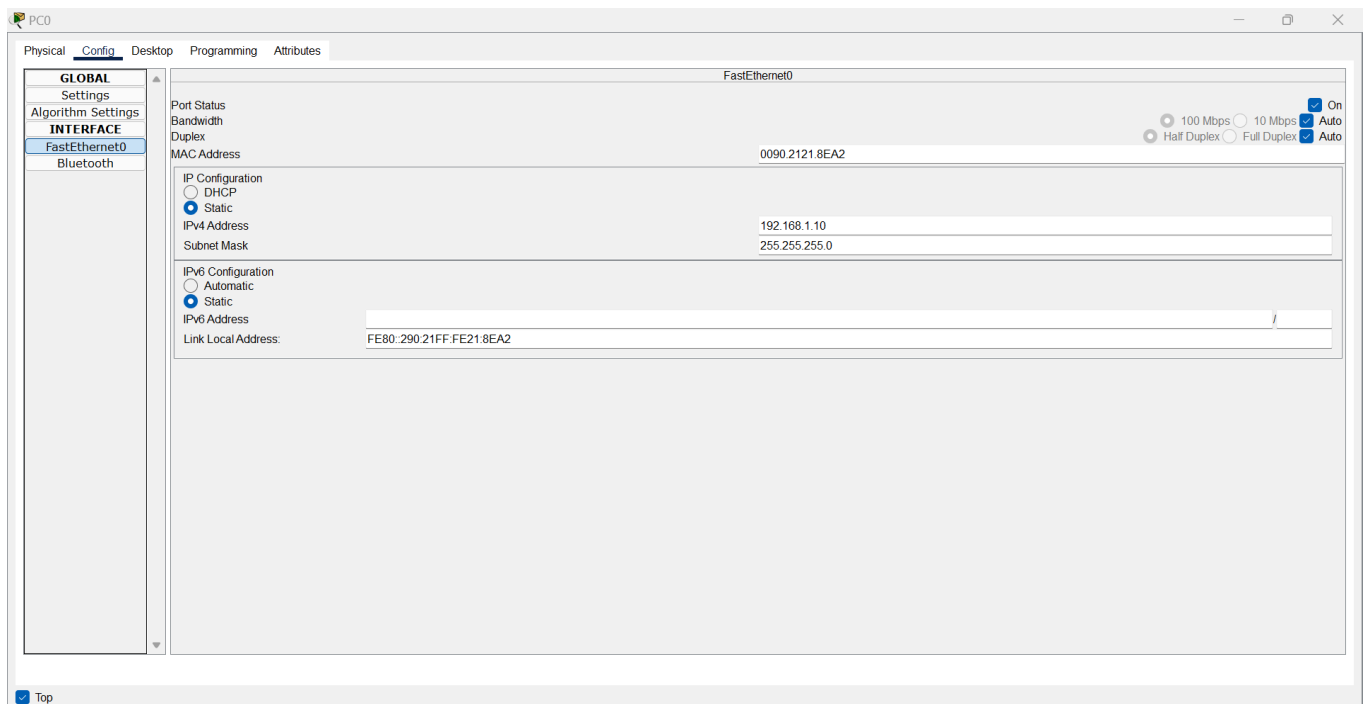 PC0
Physical Config Desktop Programming Attributes
GLOBAL
Settings
Algorithm Settings
INTERFACE
FastEthernet0
Bluetooth
FastEthernet0
Port Status On
Bandwidth 100 Mbps 10 Mbps Auto
Duplex Half Duplex Full Duplex Auto
MAC Address 0090.2121.8EA2
IP Configuration
DHCP
Static
IPv4 Address 192.168.1.10
Subnet Mask 255.255.255.0
IPv6 Configuration
Automatic
Static
IPv6 Address /
Link Local Address: FE80::290:21FF:FE21:8EA2
Top